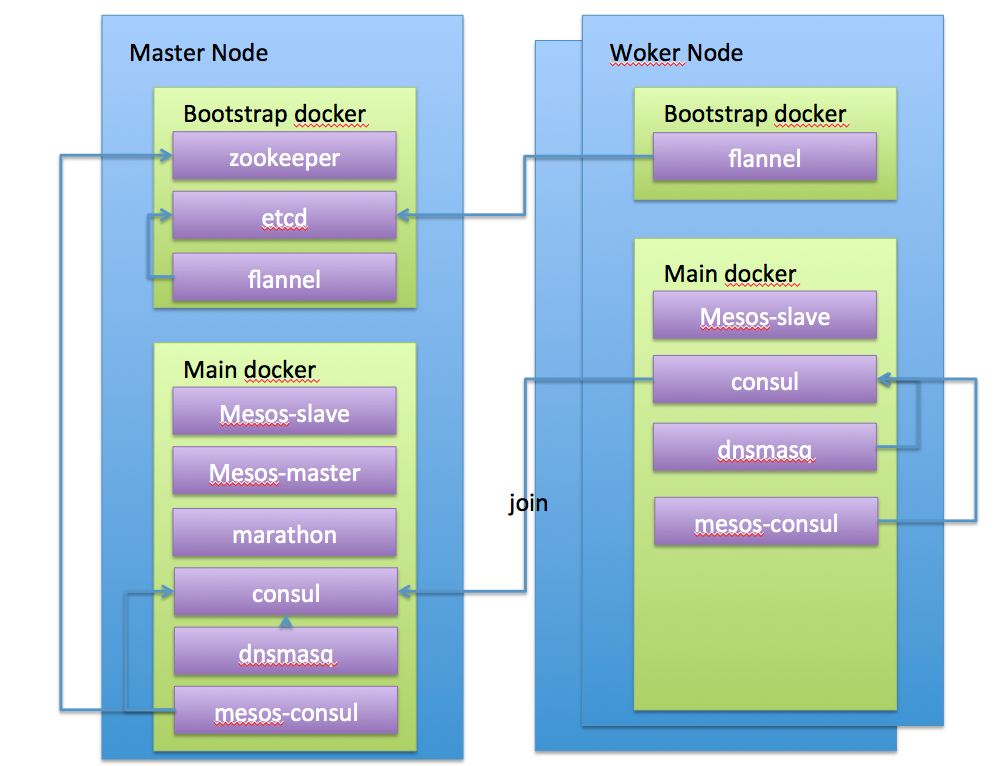 Master Node
Bootstrap docker
zookeeper
etcd
flannel
Main docker
Mesos-slave
Mesos-master
marathon
consul
dnsmasq
mesos-consul
join
Woker Node
Bootstrap docker
flannel
Main docker
Mesos-slave
consul
dnsmasq
mesos-consul